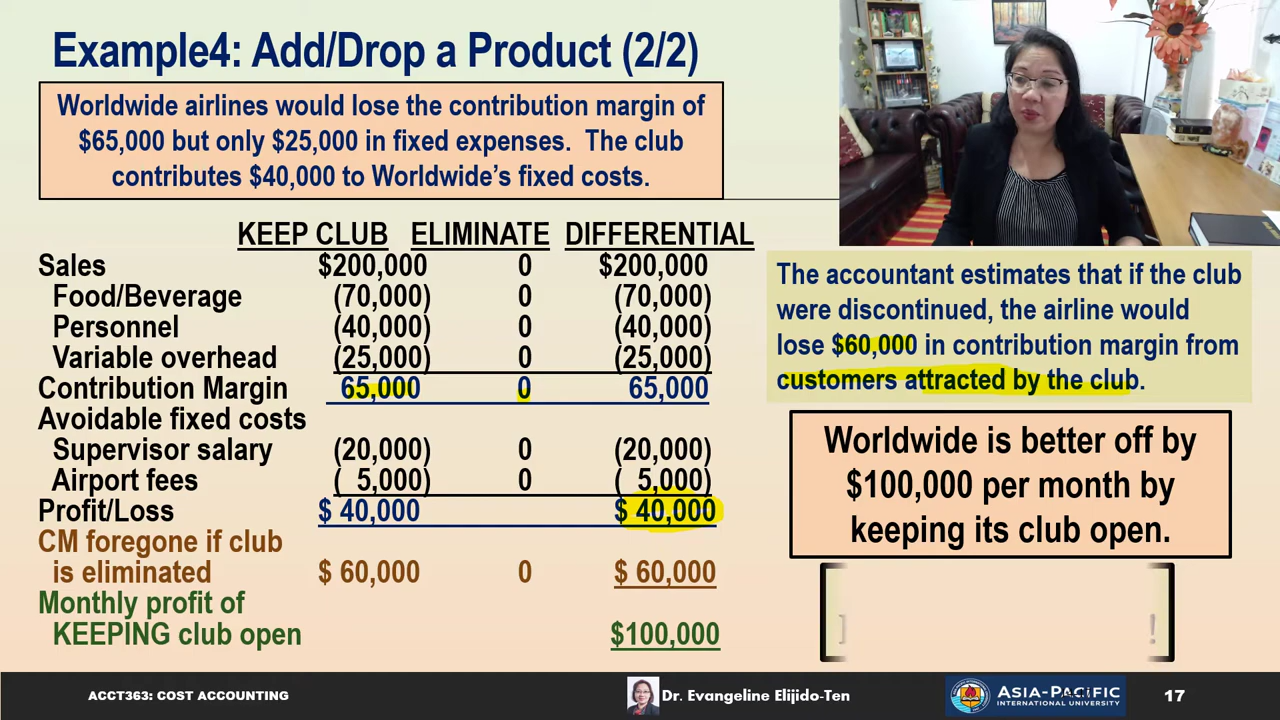 Example4: Add/Drop a Product (2/2)
Worldwide airlines would lose the contribution margin of
$65,000 but only $25,000 in fixed expenses. The club
contributes $40,000 to Worldwide's fixed costs.
KEEP CLUB ELIMINATE DIFFERENTIAL
Sales $200,000 0 $200,000
Food/Beverage (70,000) 0 (70,000)
Personnel (40,000) 0 (40,000)
Variable overhead (25,000) 0 (25,000)
Contribution Margin 65,000 0 65,000
Avoidable fixed costs
Supervisor salary (20,000) 0 (20,000)
Airport fees ( 5,000) 0 ( 5,000)
Profit/Loss $ 40,000 $ 40,000
CM foregone if club
is eliminated $ 60,000 0 $ 60,000
Monthly profit of
KEEPING club open $100,000
The accountant estimates that if the club
were discontinued, the airline would
lose $60,000 in contribution margin from
customers attracted by the club.
Worldwide is better off by
$100,000 per month by
keeping its club open.
!
ACCT363: COST ACCOUNTING
Dr. Evangeline Elijido-Ten
ASIA-PACIFIC
INTERNATIONAL UNIVERSITY
17